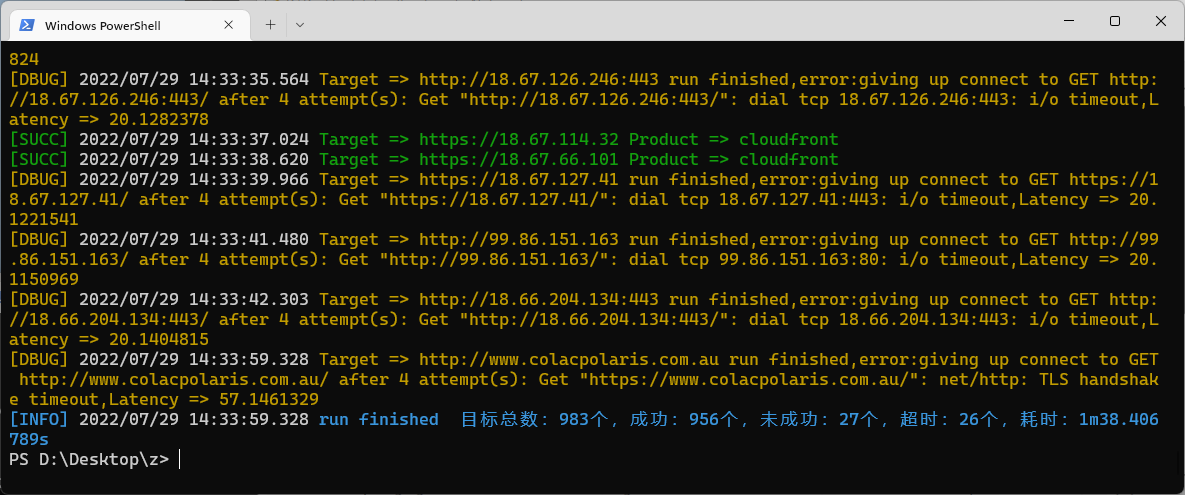 Windows PowerShell
824
[DBUG] 2022/07/29 14:33:35.564 Target => http://18.67.126.246:443 run finished,error:giving up connect to GET http:
//18.67.126.246:443/ after 4 attempt(s): Get "http://18.67.126.246:443/": dial tcp 18.67.126.246:443: i/o timeout,L
atency => 20.1282378
[SUCC] 2022/07/29 14:33:37.024 Target => https://18.67.114.32 Product => cloudfront
[SUCC] 2022/07/29 14:33:38.620 Target => https://18.67.66.101 Product => cloudfront
[DBUG] 2022/07/29 14:33:39.966 Target => https://18.67.127.41 run finished,error:giving up connect to GET https://1
8.67.127.41/ after 4 attempt(s): Get "https://18.67.127.41/": dial tcp 18.67.127.41:443: i/o timeout,Latency => 20.
1221541
[DBUG] 2022/07/29 14:33:41.480 Target => http://99.86.151.163 run finished,error:giving up connect to GET http://99
.86.151.163/ after 4 attempt(s): Get "http://99.86.151.163/": dial tcp 99.86.151.163:80: i/o timeout,Latency => 20.
1150969
[DBUG] 2022/07/29 14:33:42.303 Target => http://18.66.204.134:443 run finished,error:giving up connect to GET http:
//18.66.204.134:443/ after 4 attempt(s): Get "http://18.66.204.134:443/": dial tcp 18.66.204.134:443: i/o timeout,L
atency => 20.1404815
[DBUG] 2022/07/29 14:33:59.328 Target => http://www.colacpolaris.com.au run finished,error:giving up connect to GET
 http://www.colacpolaris.com.au/ after 4 attempt(s): Get "https://www.colacpolaris.com.au/": net/http: TLS handshak
e timeout,Latency => 57.1461329
[INFO] 2022/07/29 14:33:59.328 run finished  目标总数：983个，成功：956个，未成功：27个，超时：26个，耗时：1m38.406
789s
PS D:\Desktop\z>